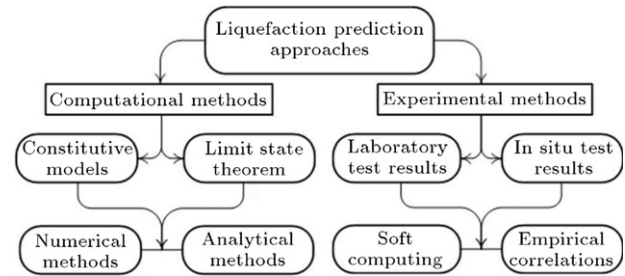 Liquefaction prediction
approaches
Computational methods
Experimental methods
Constitutive
models
Limit state
theorem
Laboratory
test results
In situ test
results
Numerical
methods
Analytical
methods
Soft
computing
Empirical
correlations